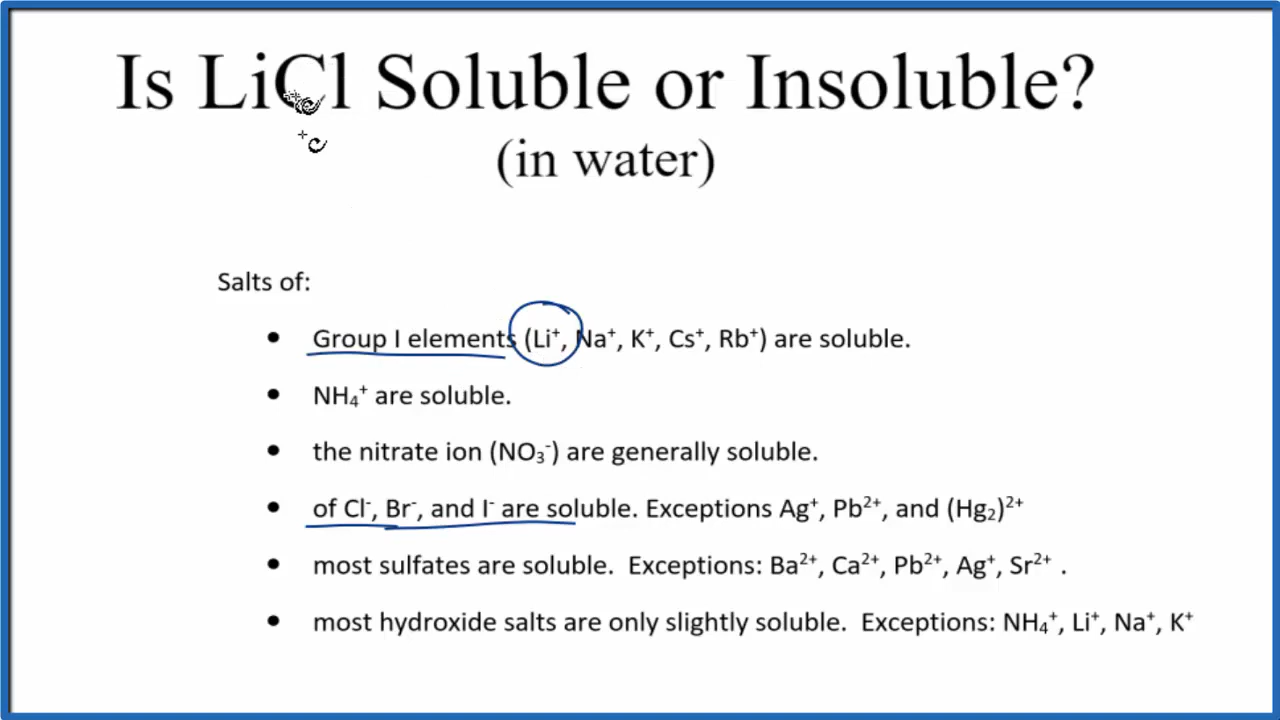 Is LiCl Soluble or Insoluble?
(in water)
Salts of:
• Group I elements (Li⁺, Na⁺, K⁺, Cs⁺, Rb⁺) are soluble.
• NH₄⁺ are soluble.
• the nitrate ion (NO₃⁻) are generally soluble.
• of Cl⁻, Br⁻, and I⁻ are soluble. Exceptions Ag⁺, Pb²⁺, and (Hg₂)²⁺
• most sulfates are soluble.  Exceptions: Ba²⁺, Ca²⁺, Pb²⁺, Ag⁺, Sr²⁺ .
• most hydroxide salts are only slightly soluble.  Exceptions: NH₄⁺, Li⁺, Na⁺, K⁺